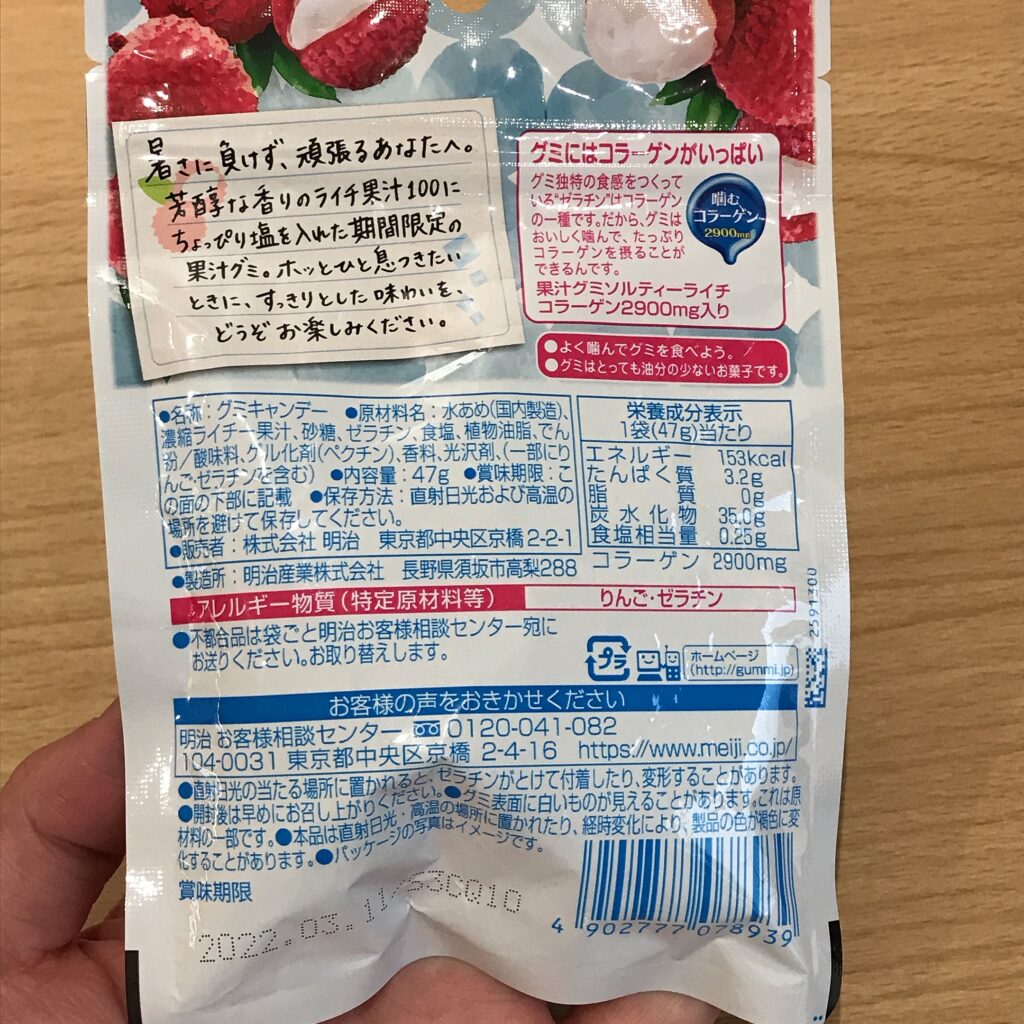 暑さに負けず、頑張るあなたへ。
芳醇な香りのライチ果汁100に
ちょっぴり塩を入れた期間限定の
果汁グミ。ホッとひと息つきたい
ときに、すっきりとした味わいを、
どうぞお楽しみください。
グミにはコラーゲンがいっぱい
グミ独特の食感をつくって
いる“ゼラチン”はコラーゲン
の一種です。だから、グミは
おいしく噛んで、たっぷり
コラーゲンを摂ることが
できるんです。
噛む
コラーゲン
2900mg
果汁グミソルティーライチ
コラーゲン2900mg入り
●よく噛んでグミを食べよう。
●グミはとっても油分の少ないお菓子です。
●名称：グミキャンデー ●原材料名：水あめ(国内製造)、
濃縮ライチー果汁、砂糖、ゼラチン、食塩、植物油脂、でん
粉／酸味料、ゲル化剤(ペクチン)、香料、光沢剤、(一部にり
んご・ゼラチンを含む) ●内容量：47g ●賞味期限：こ
の面の下部に記載 ●保存方法：直射日光および高温の
場所を避けて保存してください。
●販売者：株式会社 明治 東京都中央区京橋2-2-1
●製造所：明治産業株式会社 長野県須坂市高梨288
栄養成分表示
1袋(47g)当たり
エネルギー 153kcal
たんぱく質 3.2g
脂質 0g
炭水化物 35.0g
食塩相当量 0.25g
コラーゲン 2900mg
アレルギー物質(特定原材料等) りんご・ゼラチン
●不都合品は袋ごと明治お客様相談センター宛に
お送りください。お取り替えします。
プラ
ホームページ
(http://gummi.jp)
2591300
お客様の声をおきかせください
明治 お客様相談センター 0120-041-082
104-0031 東京都中央区京橋 2-4-16 https://www.meiji.co.jp/
●直射日光の当たる場所に置かれると、ゼラチンがとけて付着したり、変形することがあります。
●開封後は早めにお召し上がりください。●グミ表面に白いものが見えることがあります。これは原
材料の一部です。●本品は直射日光・高温の場所に置かれたり、経時変化により、製品の色が褐色に変
化することがあります。●パッケージの写真はイメージです。
賞味期限
2022.03.11/S3CQ10
4 902777 078939